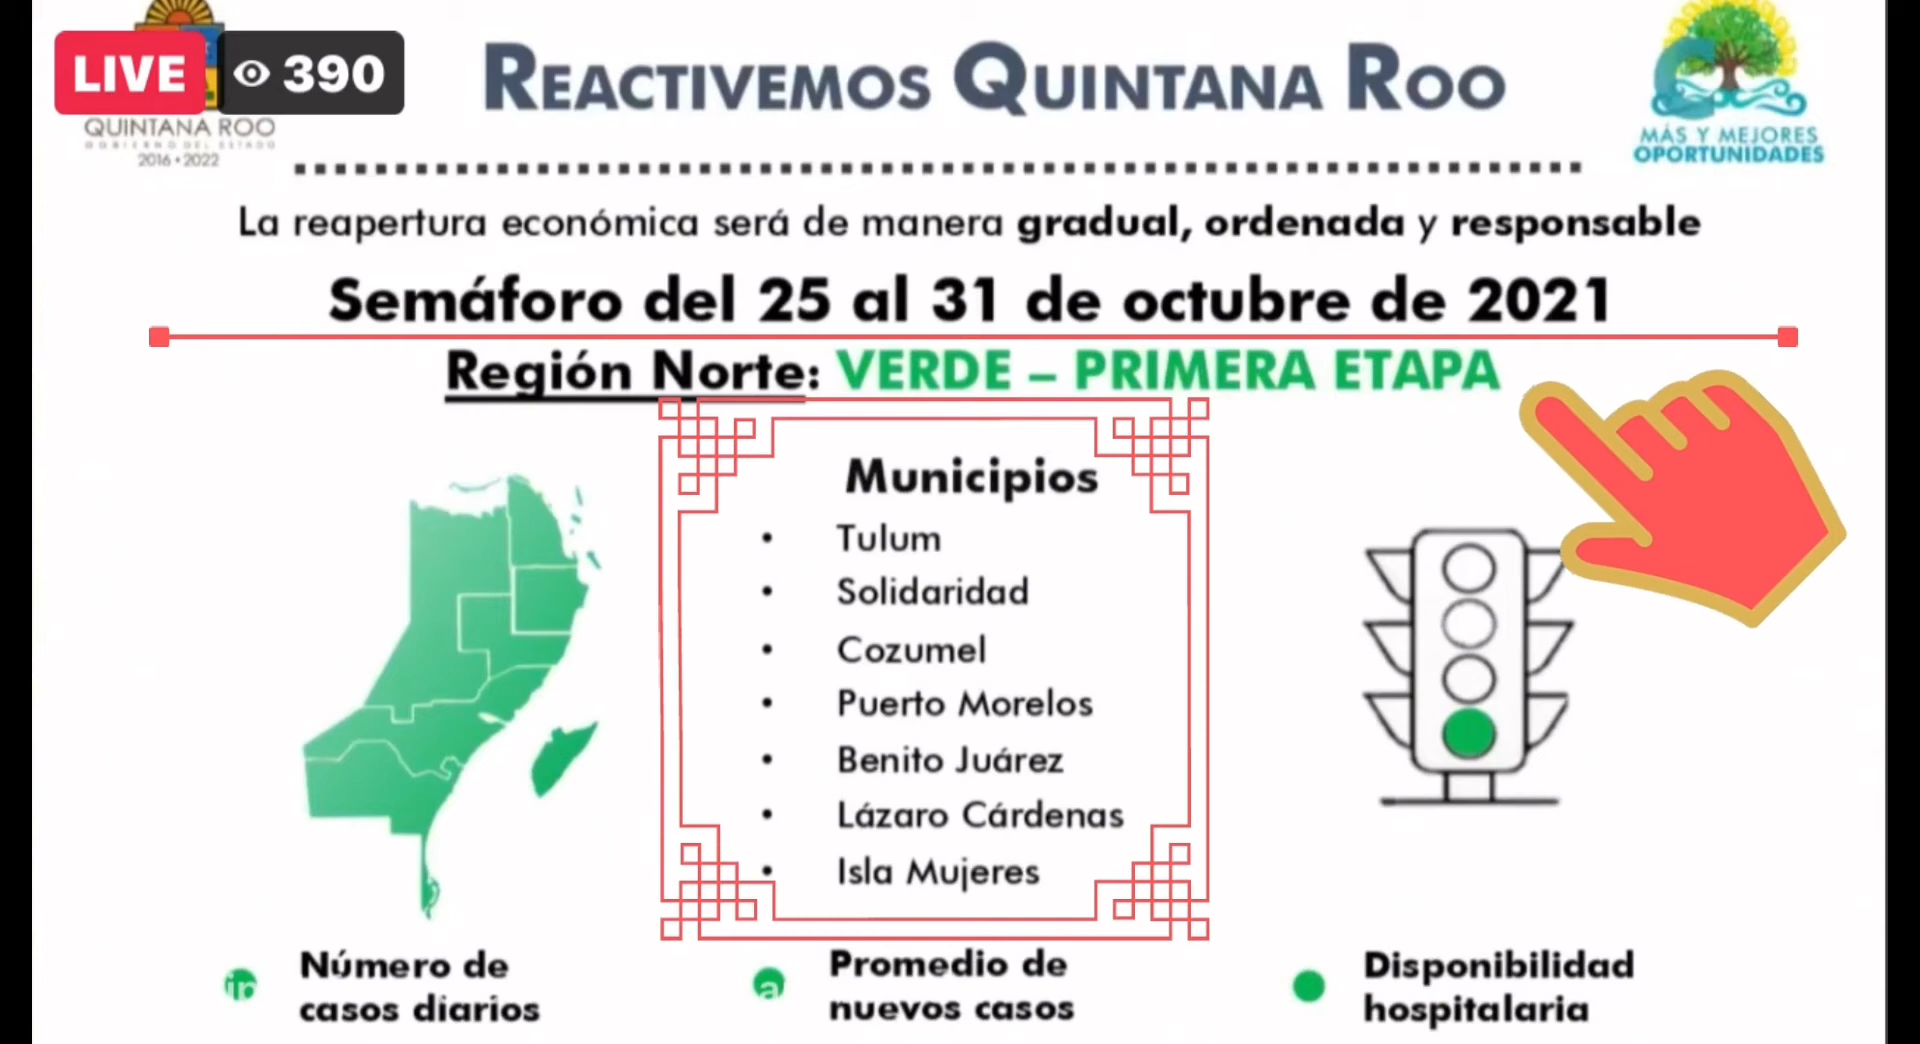 LIVE 390
REACTIVEMOS QUINTANA ROO
QUINTANA ROO
GOBIERNO DEL ESTADO
2016 • 2022
MÁS Y MEJORES
OPORTUNIDADES
La reapertura económica será de manera gradual, ordenada y responsable
Semáforo del 25 al 31 de octubre de 2021
Región Norte: VERDE – PRIMERA ETAPA
Municipios
• Tulum
• Solidaridad
• Cozumel
• Puerto Morelos
• Benito Juárez
• Lázaro Cárdenas
• Isla Mujeres
Número de
casos diarios
Promedio de
nuevos casos
Disponibilidad
hospitalaria